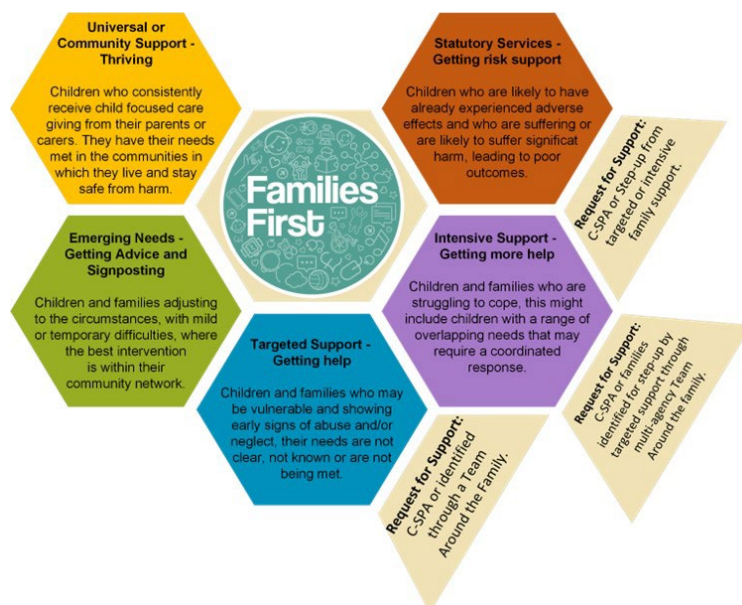 Universal or
Community Support -
Thriving
Children who consistently
receive child focused care
giving from their parents or
carers. They have their needs
met in the communities in
which they live and stay
safe from harm.
Statutory Services -
Getting risk support
Children who are likely to have
already experienced adverse
effects and who are suffering or
are likely to suffer significat
harm, leading to poor
outcomes.
Request for Support:
C-SPA or Step-up from
targeted or intensive
family support.
Families
First
Emerging Needs -
Getting Advice and
Signposting
Children and families adjusting
to the circumstances, with mild
or temporary difficulties, where
the best intervention
is within their
community network.
Intensive Support -
Getting more help
Children and families who are
struggling to cope, this might
include children with a range of
overlapping needs that may
require a coordinated
response.
Request for Support:
C-SPA or families
identified for step-up by
targeted support through
multi-agency Team
Around the family.
Targeted Support -
Getting help
Children and families who may
be vulnerable and showing
early signs of abuse and/or
neglect, their needs are not
clear, not known or are not
being met.
Request for Support:
C-SPA or identified
through a Team
Around the Family.